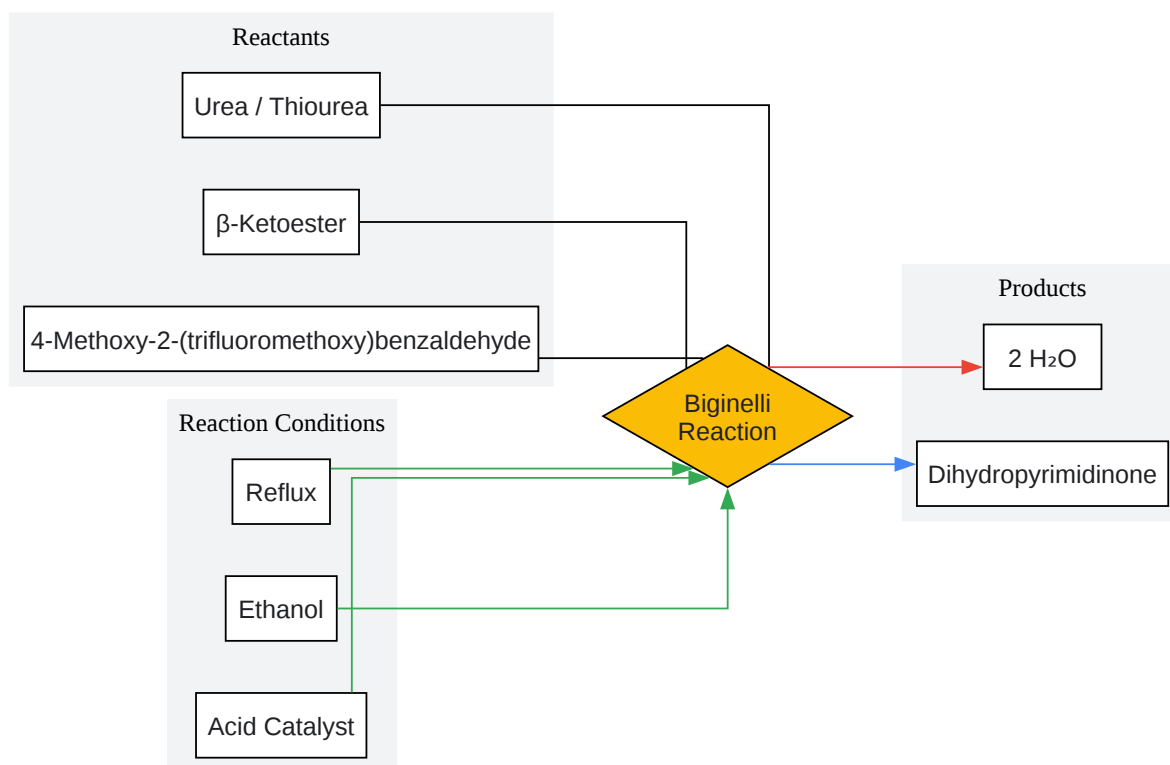 Reactants
Urea / Thiourea
β-Ketoester
4-Methoxy-2-(trifluoromethoxy)benzaldehyde
Reaction Conditions
Reflux
Ethanol
Acid Catalyst
Biginelli
Reaction
Products
2 H₂O
Dihydropyrimidinone